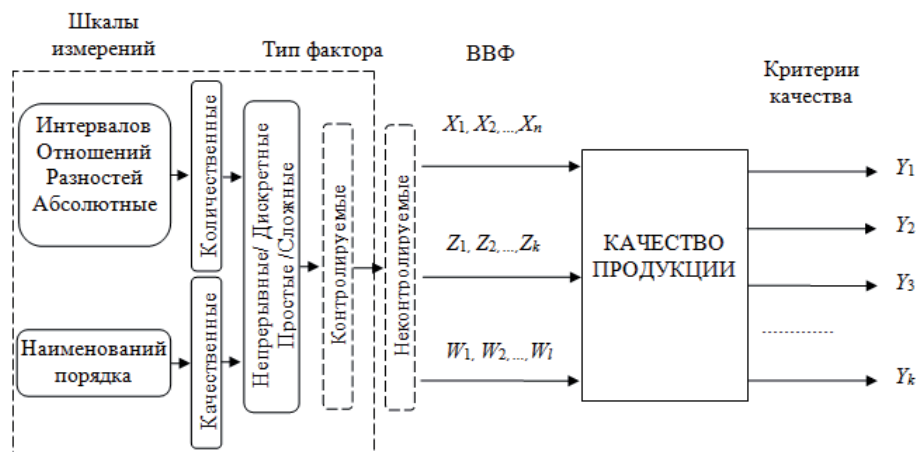 Шкалы
измерений
Тип фактора
ВВФ
Критерии
качества
Интервалов
Отношений
Разностей
Абсолютные
Количественные
Непрерывные/ Дискретные
Простые /Сложные
Контролируемые
Неконтролируемые
Наименований
порядка
Качественные
X1, X2, ...,Xn
Z1, Z2,...,Zk
W1, W2,...,Wl
КАЧЕСТВО
ПРОДУКЦИИ
Y1
Y2
Y3
..............
Yk